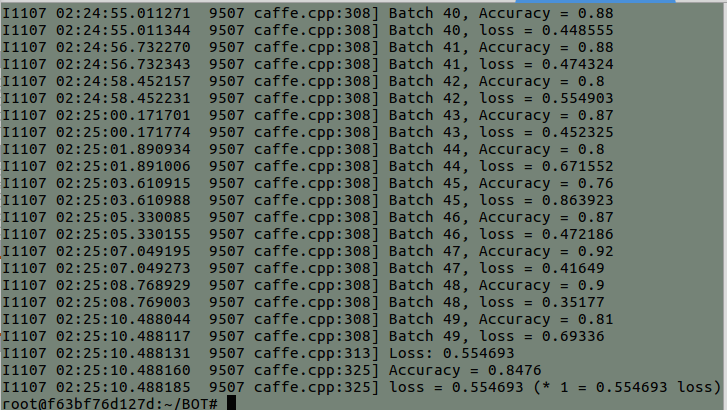 I1107 02:24:55.011271  9507 caffe.cpp:308] Batch 40, Accuracy = 0.88
I1107 02:24:55.011344  9507 caffe.cpp:308] Batch 40, loss = 0.448555
I1107 02:24:56.732270  9507 caffe.cpp:308] Batch 41, Accuracy = 0.88
I1107 02:24:56.732343  9507 caffe.cpp:308] Batch 41, loss = 0.474324
I1107 02:24:58.452157  9507 caffe.cpp:308] Batch 42, Accuracy = 0.8
I1107 02:24:58.452231  9507 caffe.cpp:308] Batch 42, loss = 0.554903
I1107 02:25:00.171701  9507 caffe.cpp:308] Batch 43, Accuracy = 0.87
I1107 02:25:00.171774  9507 caffe.cpp:308] Batch 43, loss = 0.452325
I1107 02:25:01.890934  9507 caffe.cpp:308] Batch 44, Accuracy = 0.8
I1107 02:25:01.891006  9507 caffe.cpp:308] Batch 44, loss = 0.671552
I1107 02:25:03.610915  9507 caffe.cpp:308] Batch 45, Accuracy = 0.76
I1107 02:25:03.610988  9507 caffe.cpp:308] Batch 45, loss = 0.863923
I1107 02:25:05.330085  9507 caffe.cpp:308] Batch 46, Accuracy = 0.87
I1107 02:25:05.330155  9507 caffe.cpp:308] Batch 46, loss = 0.472186
I1107 02:25:07.049195  9507 caffe.cpp:308] Batch 47, Accuracy = 0.92
I1107 02:25:07.049273  9507 caffe.cpp:308] Batch 47, loss = 0.41649
I1107 02:25:08.768929  9507 caffe.cpp:308] Batch 48, Accuracy = 0.9
I1107 02:25:08.769003  9507 caffe.cpp:308] Batch 48, loss = 0.35177
I1107 02:25:10.488044  9507 caffe.cpp:308] Batch 49, Accuracy = 0.81
I1107 02:25:10.488117  9507 caffe.cpp:308] Batch 49, loss = 0.69336
I1107 02:25:10.488131  9507 caffe.cpp:313] Loss: 0.554693
I1107 02:25:10.488160  9507 caffe.cpp:325] Accuracy = 0.8476
I1107 02:25:10.488185  9507 caffe.cpp:325] loss = 0.554693 (* 1 = 0.554693 loss)
root@f63bf76d127d:~/BOT#